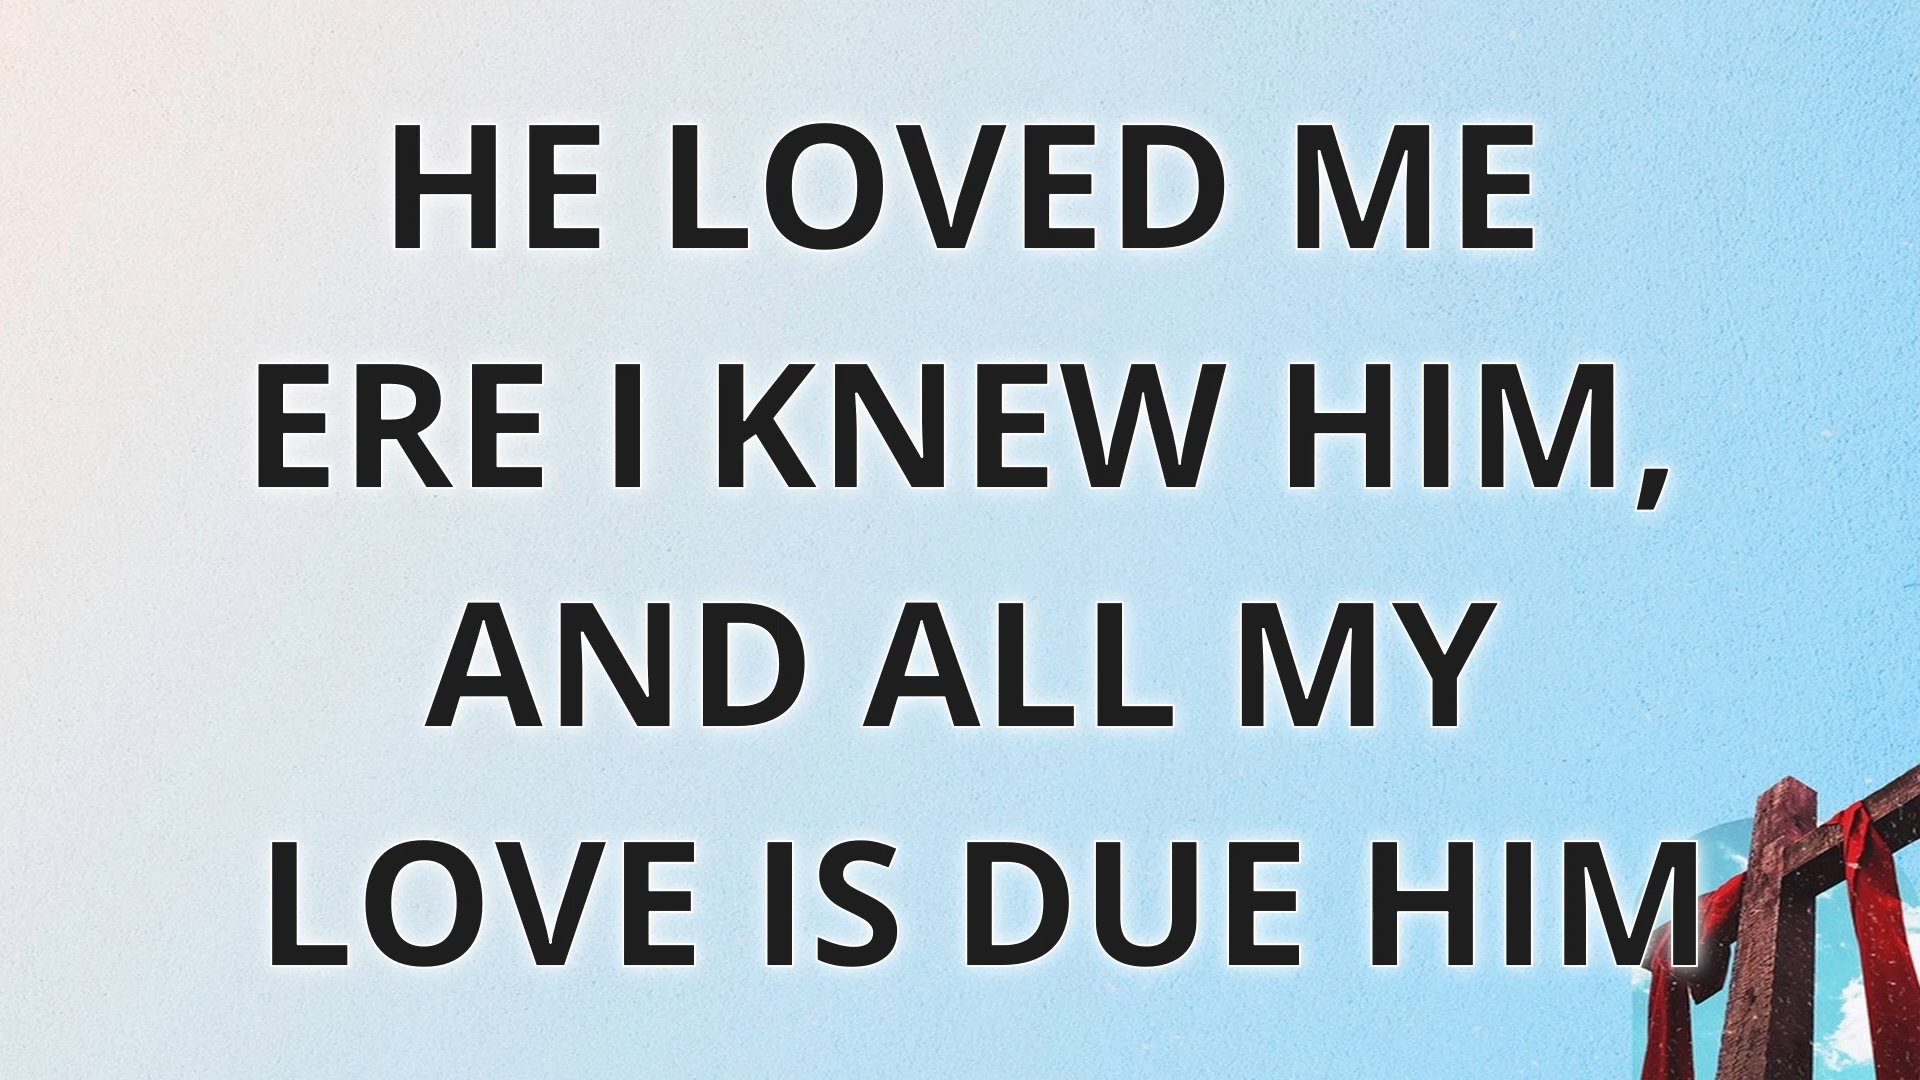 HE LOVED ME
ERE I KNEW HIM,
AND ALL MY
LOVE IS DUE HIM